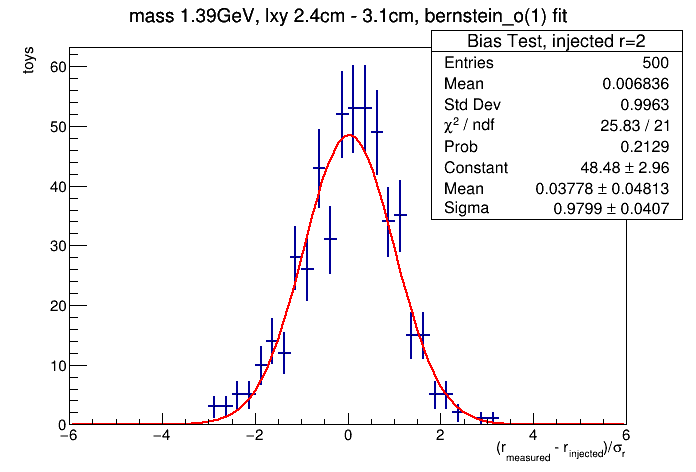 mass 1.39GeV, lxy 2.4cm - 3.1cm, bernstein_o(1) fit
toys
Bias Test, injected r=2
Entries 500
Mean 0.006836
Std Dev 0.9963
χ² / ndf 25.83 / 21
Prob 0.2129
Constant 48.48 ± 2.96
Mean 0.03778 ± 0.04813
Sigma 0.9799 ± 0.0407
60
50
40
30
20
10
0
−6 −4 −2 0 2 4 6
(r_measured - r_injected)/σ_r